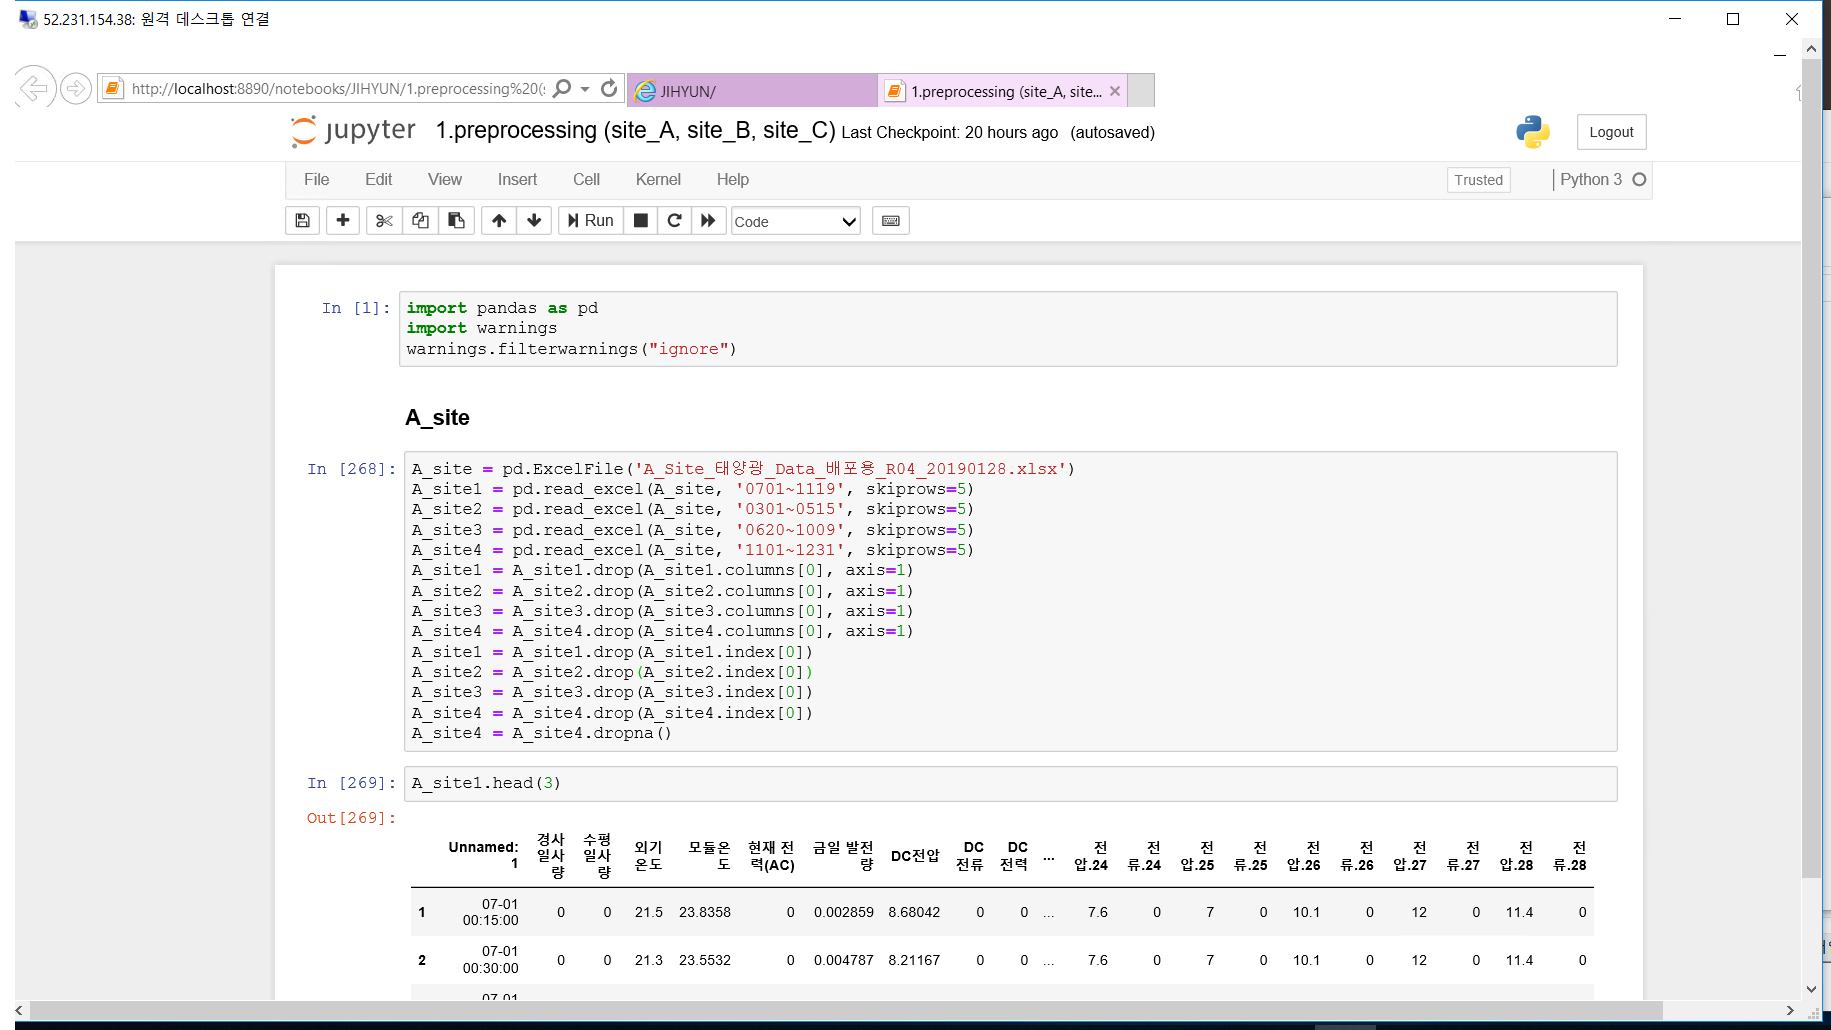 52.231.154.38: 원격 데스크톱 연결
http://localhost:8890/notebooks/JIHYUN/1.preprocessing%20(
JIHYUN/
1.preprocessing (site_A, site...
jupyter 1.preprocessing (site_A, site_B, site_C) Last Checkpoint: 20 hours ago (autosaved)
Logout
File Edit View Insert Cell Kernel Help
Trusted
Python 3
Run
Code
In [1]: import pandas as pd
import warnings
warnings.filterwarnings("ignore")
A_site
In [268]: A_site = pd.ExcelFile('A_Site_태양광_Data_배포용_R04_20190128.xlsx')
A_site1 = pd.read_excel(A_site, '0701~1119', skiprows=5)
A_site2 = pd.read_excel(A_site, '0301~0515', skiprows=5)
A_site3 = pd.read_excel(A_site, '0620~1009', skiprows=5)
A_site4 = pd.read_excel(A_site, '1101~1231', skiprows=5)
A_site1 = A_site1.drop(A_site1.columns[0], axis=1)
A_site2 = A_site2.drop(A_site2.columns[0], axis=1)
A_site3 = A_site3.drop(A_site3.columns[0], axis=1)
A_site4 = A_site4.drop(A_site4.columns[0], axis=1)
A_site1 = A_site1.drop(A_site1.index[0])
A_site2 = A_site2.drop(A_site2.index[0])
A_site3 = A_site3.drop(A_site3.index[0])
A_site4 = A_site4.drop(A_site4.index[0])
A_site4 = A_site4.dropna()
In [269]: A_site1.head(3)
Out[269]:
Unnamed: 1 경사 일사 량 수평 일사 량 외기 온도 모듈온 도 현재 전 력(AC) 금일 발전 량 DC전압 DC 전류 DC 전력 ... 전 압.24 전 류.24 전 압.25 전 류.25 전 압.26 전 류.26 전 압.27 전 류.27 전 압.28 전 류.28
1 07-01 00:15:00 0 0 21.5 23.8358 0 0.002859 8.68042 0 0 ... 7.6 0 7 0 10.1 0 12 0 11.4 0
2 07-01 00:30:00 0 0 21.3 23.5532 0 0.004787 8.21167 0 0 ... 7.6 0 7 0 10.1 0 12 0 11.4 0
07-01